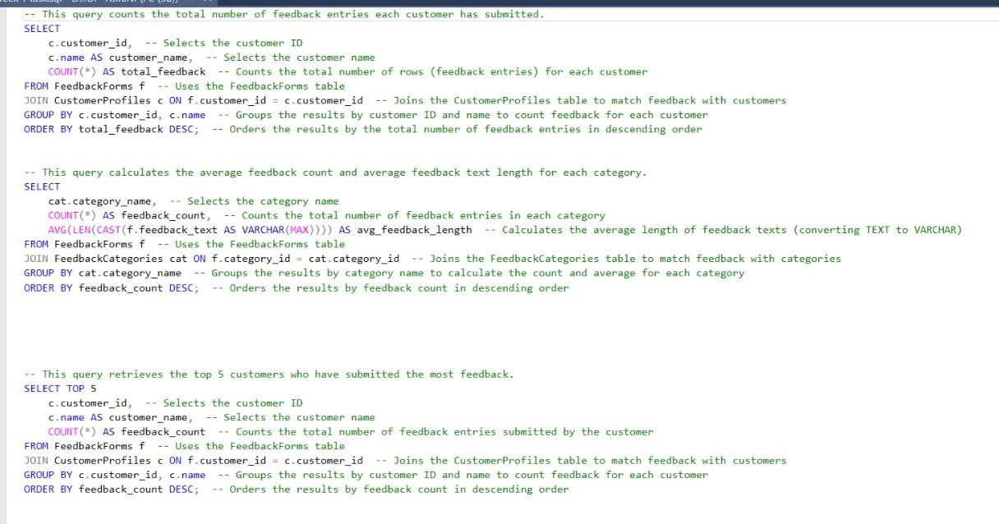 -- This query counts the total number of feedback entries each customer has submitted.
SELECT
    c.customer_id,  -- Selects the customer ID
    c.name AS customer_name,  -- Selects the customer name
    COUNT(*) AS total_feedback  -- Counts the total number of rows (feedback entries) for each customer
FROM FeedbackForms f  -- Uses the FeedbackForms table
JOIN CustomerProfiles c ON f.customer_id = c.customer_id  -- Joins the CustomerProfiles table to match feedback with customers
GROUP BY c.customer_id, c.name  -- Groups the results by customer ID and name to count feedback for each customer
ORDER BY total_feedback DESC;  -- Orders the results by the total number of feedback entries in descending order
-- This query calculates the average feedback count and average feedback text length for each category.
SELECT
    cat.category_name,  -- Selects the category name
    COUNT(*) AS feedback_count,  -- Counts the total number of feedback entries in each category
    AVG(LEN(CAST(f.feedback_text AS VARCHAR(MAX)))) AS avg_feedback_length  -- Calculates the average length of feedback texts (converting TEXT to VARCHAR)
FROM FeedbackForms f  -- Uses the FeedbackForms table
JOIN FeedbackCategories cat ON f.category_id = cat.category_id  -- Joins the FeedbackCategories table to match feedback with categories
GROUP BY cat.category_name  -- Groups the results by category name to calculate the count and average for each category
ORDER BY feedback_count DESC;  -- Orders the results by feedback count in descending order
-- This query retrieves the top 5 customers who have submitted the most feedback.
SELECT TOP 5
    c.customer_id,  -- Selects the customer ID
    c.name AS customer_name,  -- Selects the customer name
    COUNT(*) AS feedback_count  -- Counts the total number of feedback entries submitted by the customer
FROM FeedbackForms f  -- Uses the FeedbackForms table
JOIN CustomerProfiles c ON f.customer_id = c.customer_id  -- Joins the CustomerProfiles table to match feedback with customers
GROUP BY c.customer_id, c.name  -- Groups the results by customer ID and name to count feedback for each customer
ORDER BY feedback_count DESC;  -- Orders the results by feedback count in descending order